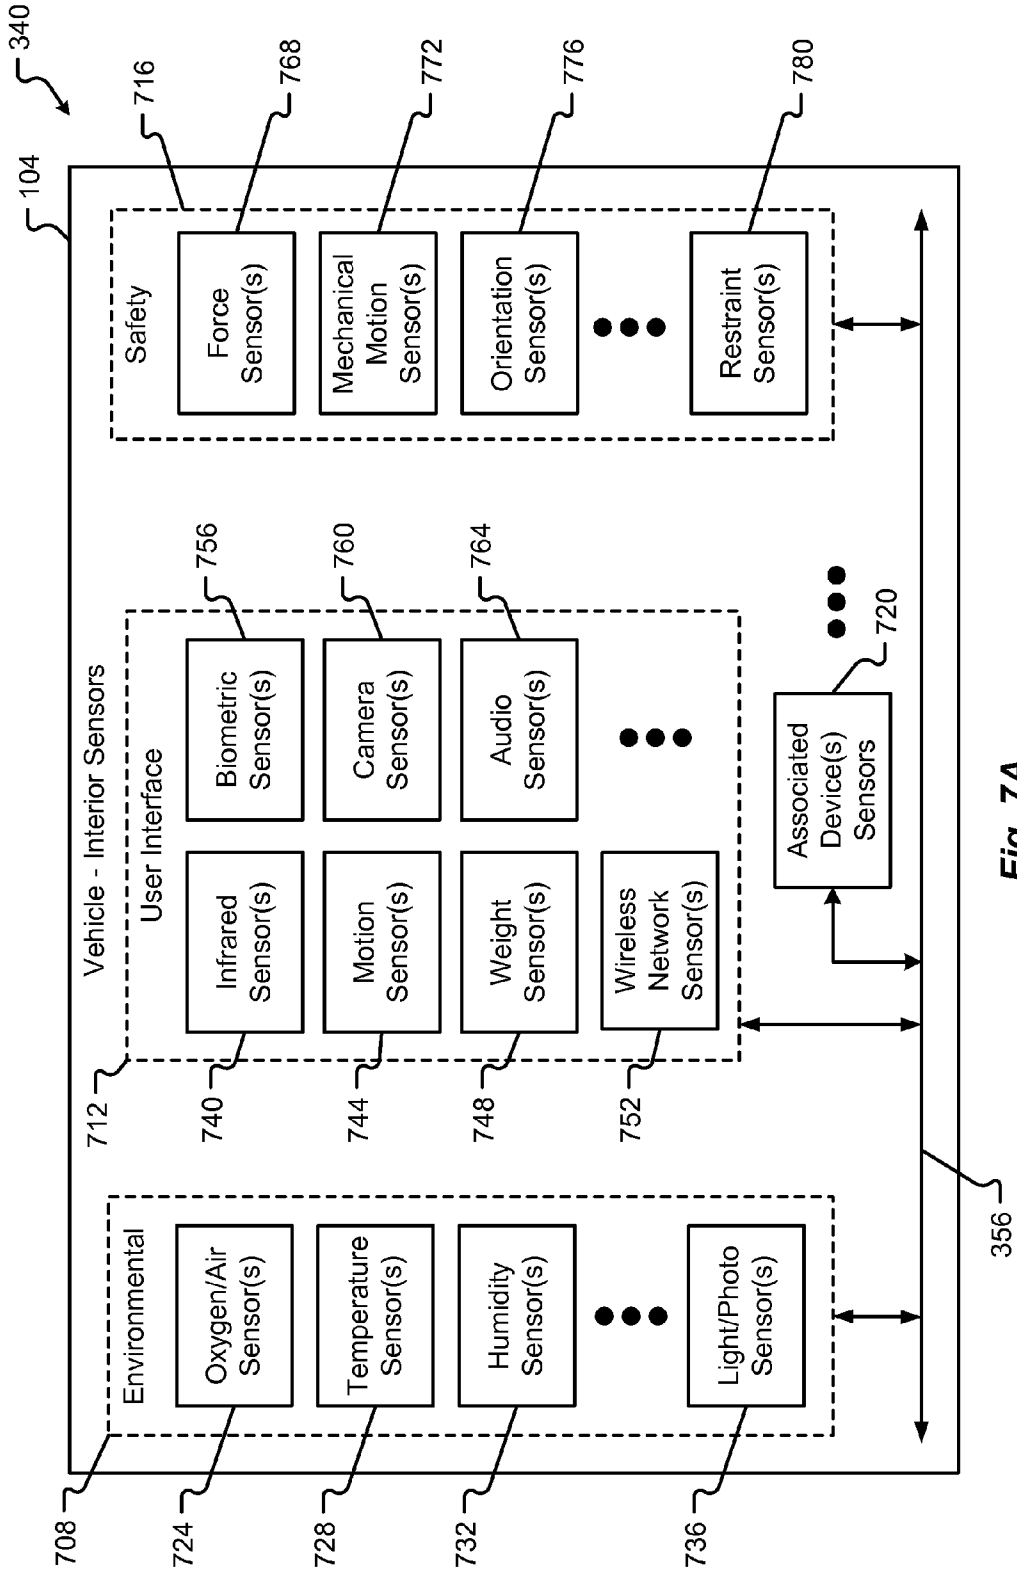 340
104
Vehicle - Interior Sensors
708
Environmental
724
Oxygen/Air
Sensor(s)
728
Temperature
Sensor(s)
732
Humidity
Sensor(s)
736
Light/Photo
Sensor(s)
712
User Interface
740
Infrared
Sensor(s)
756
Biometric
Sensor(s)
744
Motion
Sensor(s)
760
Camera
Sensor(s)
748
Weight
Sensor(s)
764
Audio
Sensor(s)
752
Wireless
Network
Sensor(s)
716
Safety
768
Force
Sensor(s)
772
Mechanical
Motion
Sensor(s)
776
Orientation
Sensor(s)
780
Restraint
Sensor(s)
720
Associated
Device(s)
Sensors
356
Fig. 7A